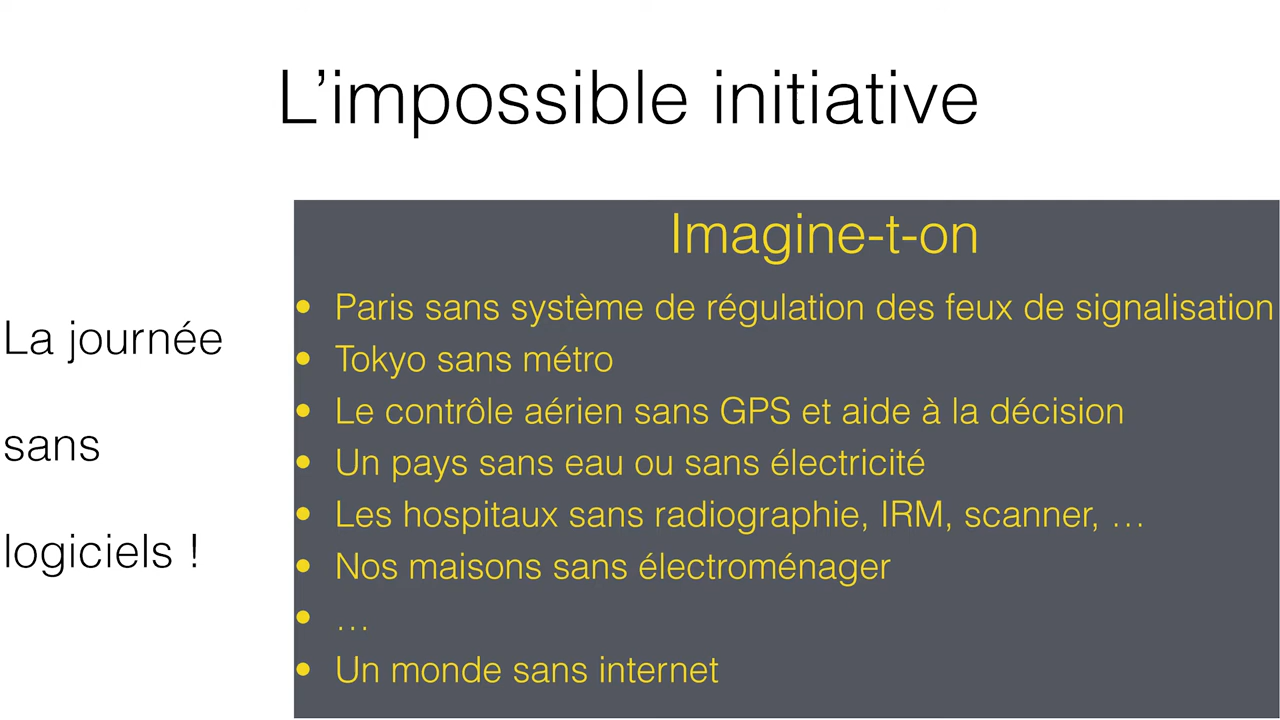 L’impossible initiative
La journée
sans
logiciels !
Imagine-t-on
• Paris sans système de régulation des feux de signalisation
• Tokyo sans métro
• Le contrôle aérien sans GPS et aide à la décision
• Un pays sans eau ou sans électricité
• Les hospitaux sans radiographie, IRM, scanner, …
• Nos maisons sans électroménager
• …
• Un monde sans internet